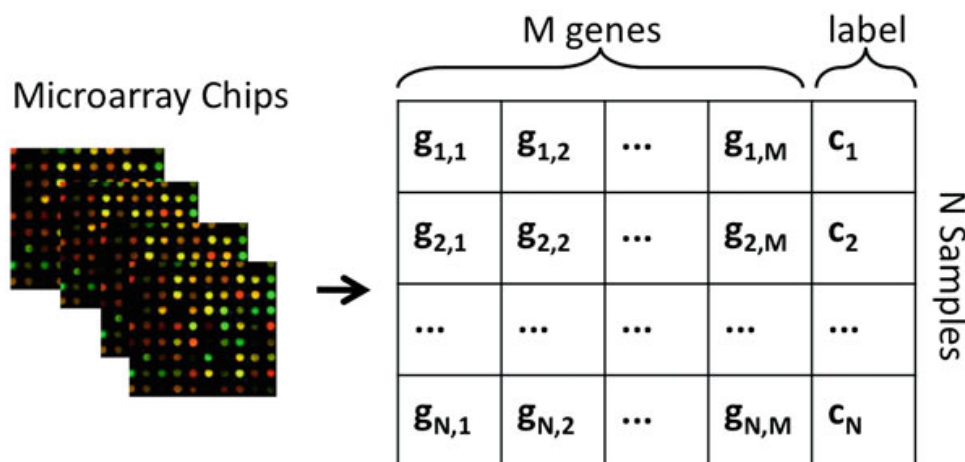 M genes label
Microarray Chips
g1,1 g1,2 ... g1,M c1
g2,1 g2,2 ... g2,M c2
... ... ... ... ...
gN,1 gN,2 ... gN,M cN
N Samples